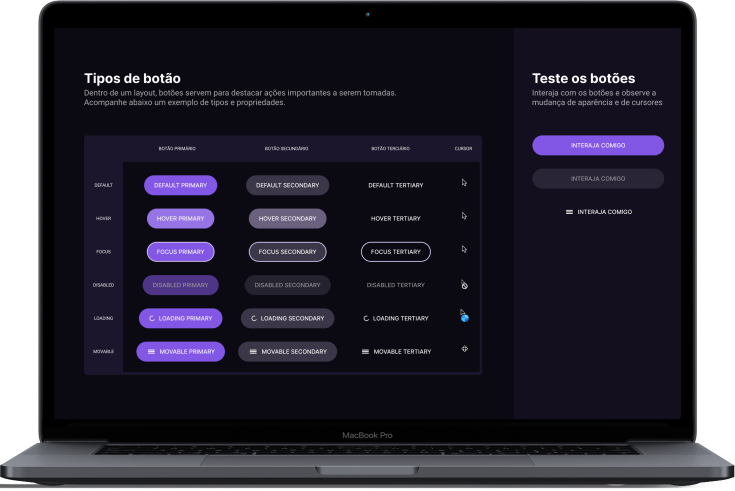 Tipos de botão
Dentro de um layout, botões servem para destacar ações importantes a serem tomadas.
Acompanhe abaixo um exemplo de tipos e propriedades.
BOTÃO PRIMÁRIO BOTÃO SECUNDÁRIO BOTÃO TERCIÁRIO CURSOR
DEFAULT DEFAULT PRIMARY DEFAULT SECONDARY DEFAULT TERTIARY
HOVER HOVER PRIMARY HOVER SECONDARY HOVER TERTIARY
FOCUS FOCUS PRIMARY FOCUS SECONDARY FOCUS TERTIARY
DISABLED DISABLED PRIMARY DISABLED SECONDARY DISABLED TERTIARY
LOADING LOADING PRIMARY LOADING SECONDARY LOADING TERTIARY
MOVABLE MOVABLE PRIMARY MOVABLE SECONDARY MOVABLE TERTIARY
Teste os botões
Interaja com os botões e observe a
mudança de aparência e de cursores
INTERAJA COMIGO
INTERAJA COMIGO
INTERAJA COMIGO
MacBook Pro